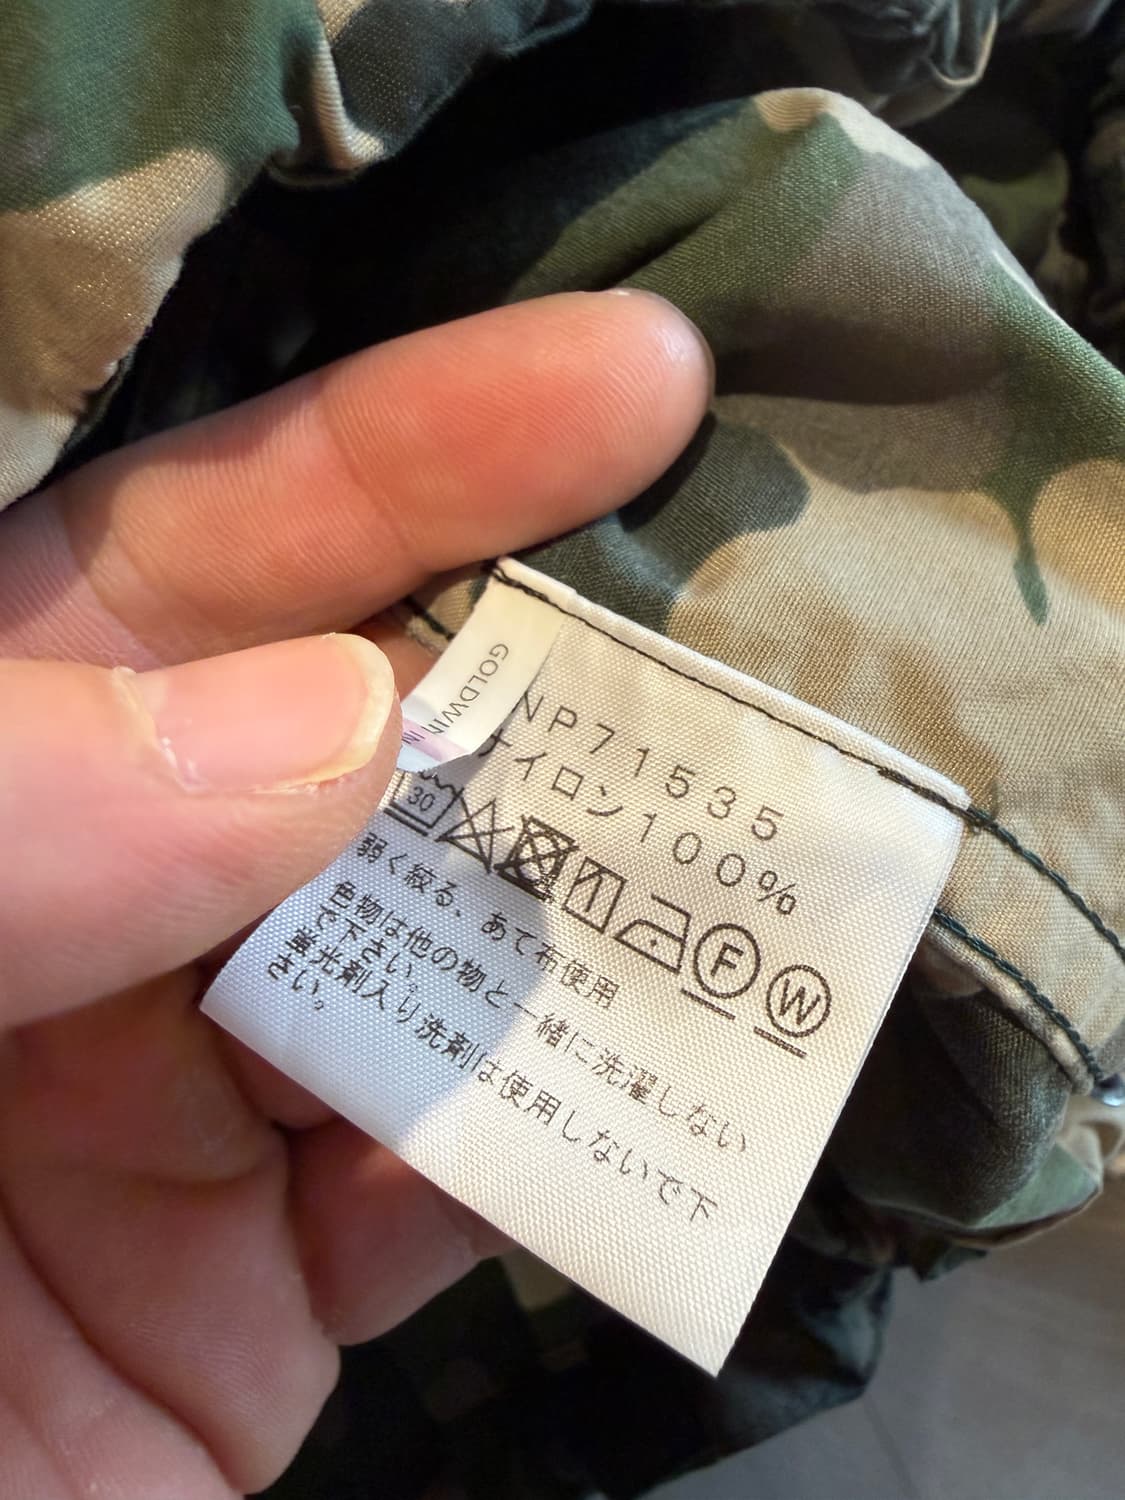 GOLDWIN
NP71535
ナイロン100%
30
F W
弱く絞る、あて布使用
色物は他の物と一緒に洗濯しない
で下さい。
蛍光剤入り洗剤は使用しないで下
さい。